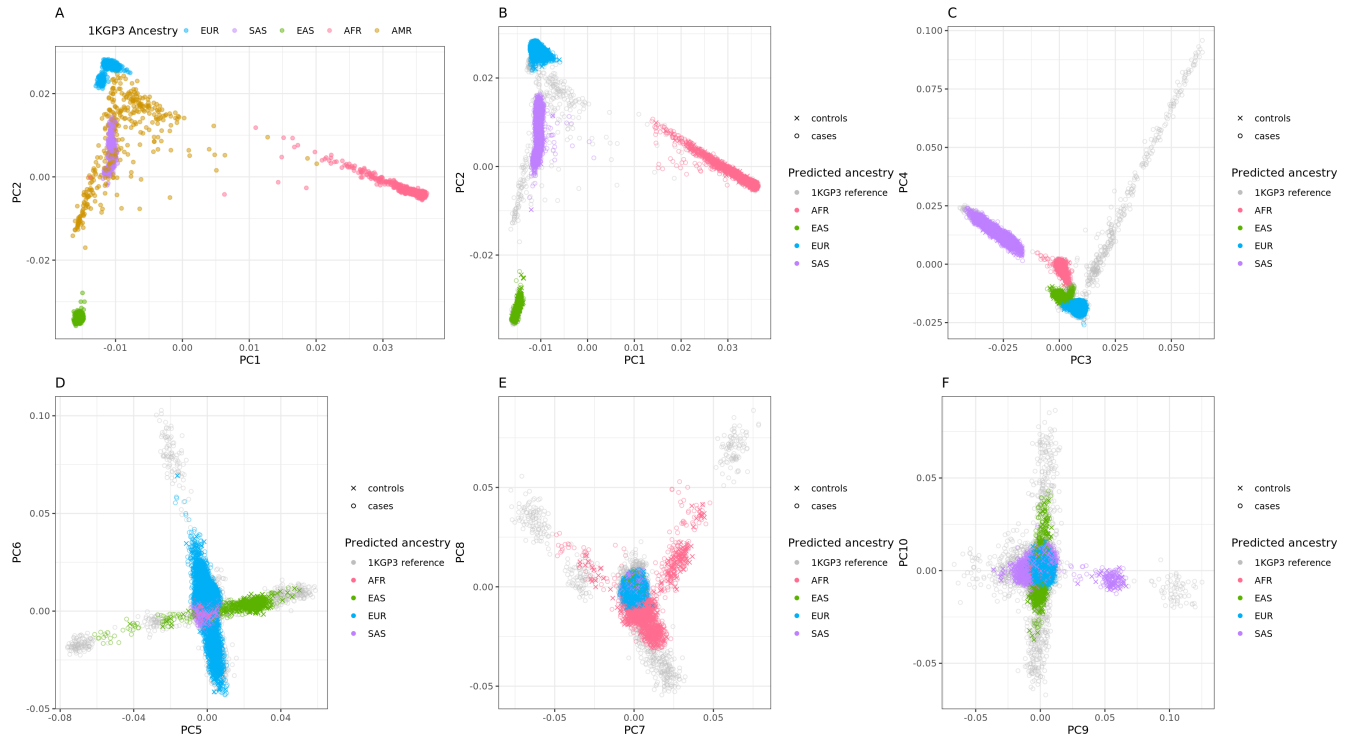 A
1KGP3 Ancestry EUR SAS EAS AFR AMR
0.02
0.00
-0.02
PC2
-0.01 0.00 0.01 0.02 0.03
PC1
B
0.02
0.00
-0.02
PC2
-0.01 0.00 0.01 0.02 0.03
PC1
controls
cases
Predicted ancestry
1KGP3 reference
AFR
EAS
EUR
SAS
C
0.100
0.075
0.050
0.025
0.000
-0.025
PC4
-0.025 0.000 0.025 0.050
PC3
controls
cases
Predicted ancestry
1KGP3 reference
AFR
EAS
EUR
SAS
D
0.10
0.05
0.00
-0.05
PC6
-0.08 -0.04 0.00 0.04
PC5
controls
cases
Predicted ancestry
1KGP3 reference
AFR
EAS
EUR
SAS
E
0.05
0.00
-0.05
PC8
-0.05 0.00 0.05
PC7
controls
cases
Predicted ancestry
1KGP3 reference
AFR
EAS
EUR
SAS
F
0.05
0.00
-0.05
PC10
-0.05 0.00 0.05 0.10
PC9
controls
cases
Predicted ancestry
1KGP3 reference
AFR
EAS
EUR
SAS